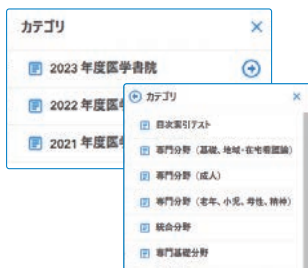 カテゴリ
2023 年度医学書院
2022 年度医
2021 年度医学
カテゴリ
目次索引テスト
専門分野（基礎、地域・在宅看護論）
専門分野（成人）
専門分野（老年、小児、母性、精神）
統合分野
専門基礎分野